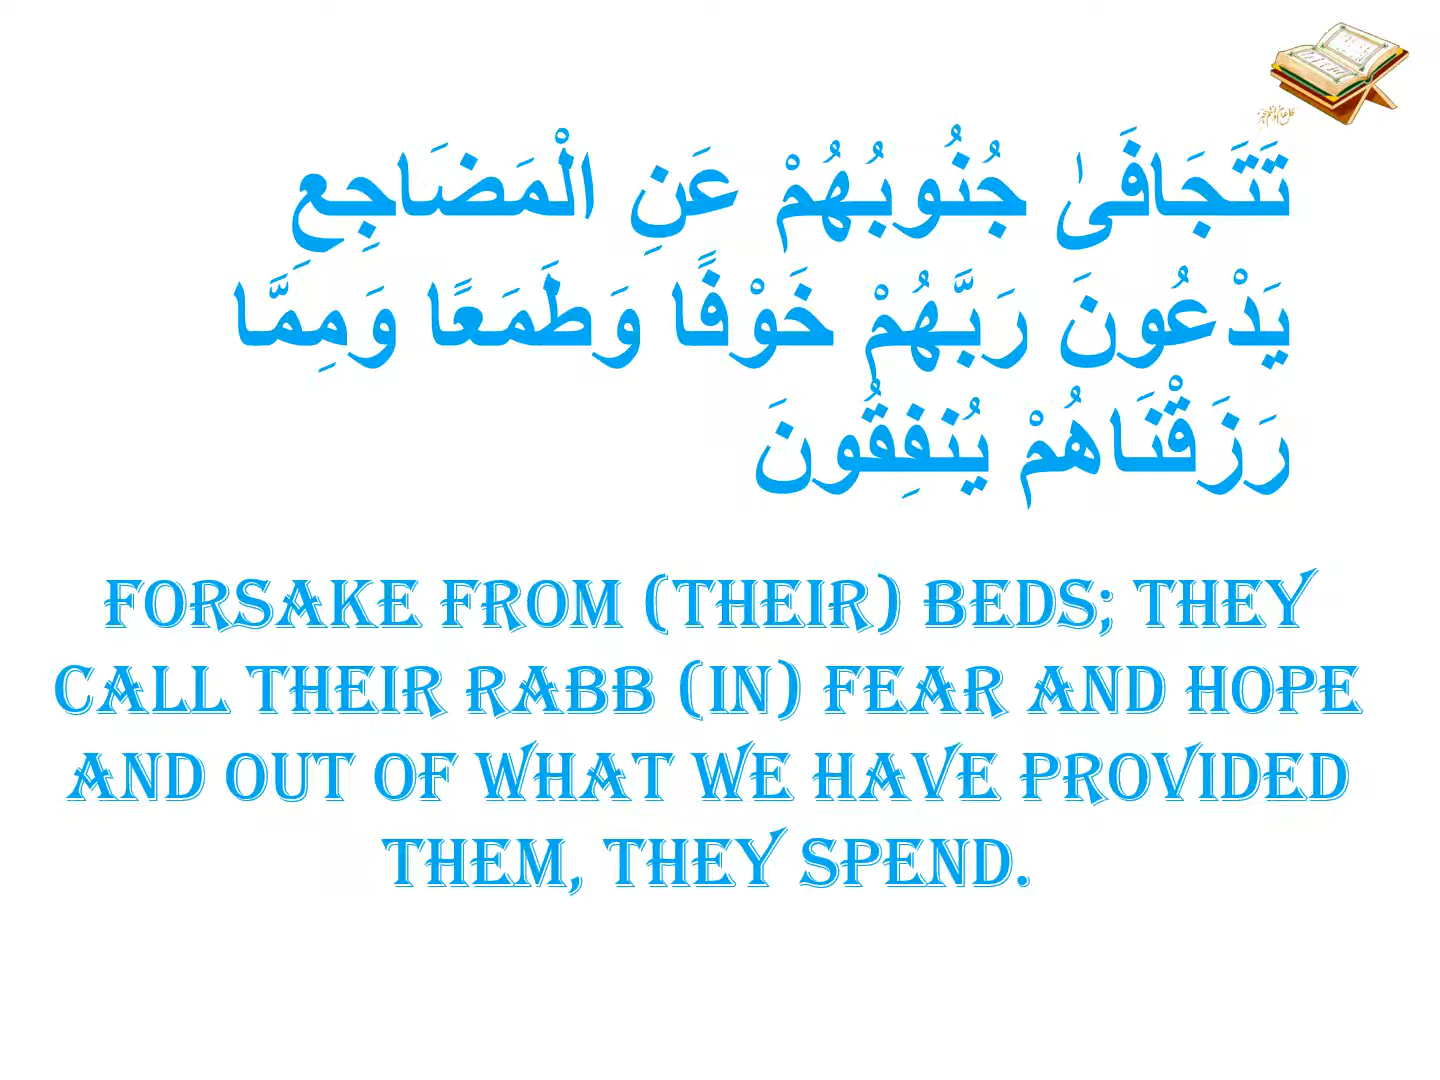 تَتَجَافَىٰ جُنُوبُهُمْ عَنِ الْمَضَاجِعِ
يَدْعُونَ رَبَّهُمْ خَوْفًا وَطَمَعًا وَمِمَّا
رَزَقْنَاهُمْ يُنفِقُونَ
FORSAKE FROM (THEIR) BEDS; THEY
CALL THEIR RABB (IN) FEAR AND HOPE
AND OUT OF WHAT WE HAVE PROVIDED
THEM, THEY SPEND.